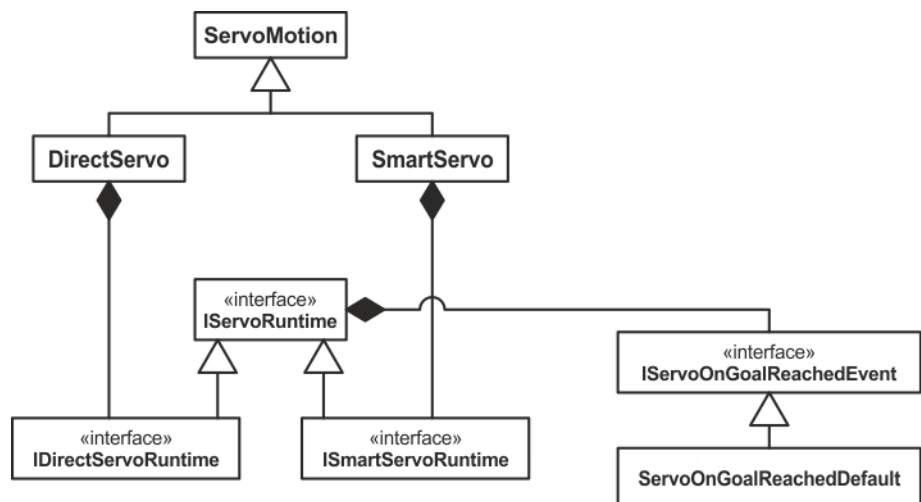 ServoMotion
DirectServo
SmartServo
«interface»
IServoRuntime
«interface»
IServoOnGoalReachedEvent
«interface»
IDirectServoRuntime
«interface»
ISmartServoRuntime
ServoOnGoalReachedDefault